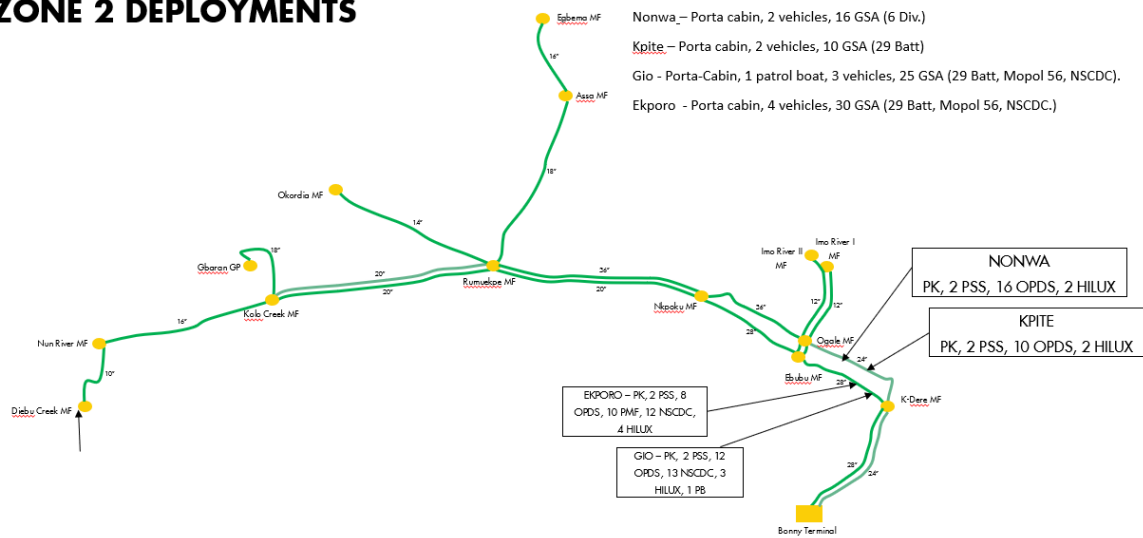 ZONE 2 DEPLOYMENTS
Nonwa – Porta cabin, 2 vehicles, 16 GSA (6 Div.)
Kpite – Porta cabin, 2 vehicles, 10 GSA (29 Batt)
Gio - Porta-Cabin, 1 patrol boat, 3 vehicles, 25 GSA (29 Batt, Mopol 56, NSCDC).
Ekporo - Porta cabin, 4 vehicles, 30 GSA (29 Batt, Mopol 56, NSCDC.)
Egbema MF
16"
Assa MF
18"
Okordia MF
14"
Gbaran GP
18"
Kolo Creek MF
20"
20"
Rumuekpe MF
36"
20"
Nkpoku MF
36"
28"
Imo River II
MF
Imo River I
MF
12"
12"
Ogale MF
24"
Ebubu MF
28"
K-Dere MF
28"
24"
Bonny Terminal
16"
Nun River MF
10"
Diebu Creek MF
NONWA
PK, 2 PSS, 16 OPDS, 2 HILUX
KPITE
PK, 2 PSS, 10 OPDS, 2 HILUX
EKPORO – PK, 2 PSS, 8
OPDS, 10 PMF, 12 NSCDC,
4 HILUX
GIO – PK, 2 PSS, 12
OPDS, 13 NSCDC, 3
HILUX, 1 PB